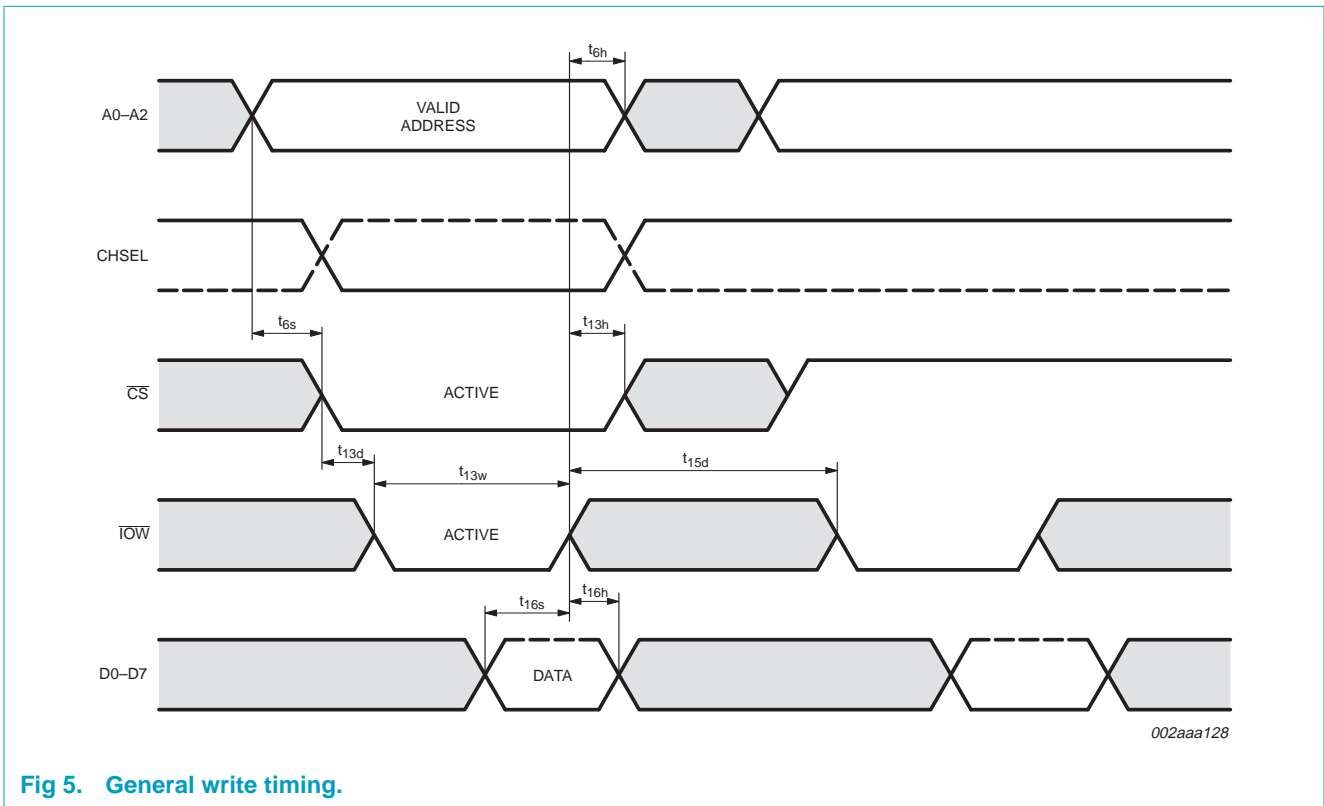 t6h
A0–A2
VALID
ADDRESS
CHSEL
t6s
t13h
CS
ACTIVE
t13d
t13w
t15d
IOW
ACTIVE
t16s
t16h
D0–D7
DATA
002aaa128
Fig 5. General write timing.